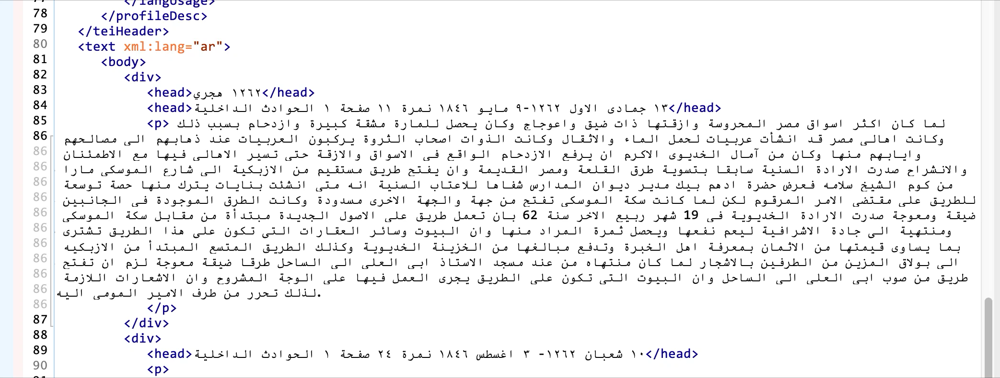 </langUsage>
78 </profileDesc>
79 </teiHeader>
80 <text xml:lang="ar">
81 <body>
82 <div>
83 <head>١٢٦٢ هجري</head>
84 <head>١٣ جمادى الاول ١٢٦٢-٩ مايو ١٨٤٦ نمرة ١١ صفحة ١ الحوادث الداخلية</head>
85 <p> لما كان اكثر اسواق مصر المحروسة وازقتها ذات ضيق واعوجاج وكان يحصل للمارة مشقة كبيرة وازدحام بسبب ذلك
86 وكانت اهالى مصر قد انشأت عربيات لحمل الماء والاثقال وكانت الذوات اصحاب الثروة يركبون العربيات عند ذهابهم الى مصالحهم
86 وايابهم منها وكان من آمال الخديوى الاكرم ان يرفع الازدحام الواقع فى الاسواق والازقة حتى تسير الاهالى فيها مع الاطمئنان
86 والانشراح صدرت الارادة السنية سابقا بتسوية طرق القلعة ومصر القديمة وان يفتح طريق مستقيم من الازبكية الى شارع الموسكى مارا
86 من كوم الشيخ سلامه فعرض حضرة ادهم بيك مدير ديوان المدارس شفاها للاعتاب السنية انه متى انشئت بنايات يترك منها حصة توسعة
86 للطريق على مقتضى الامر المرقوم لكن لما كانت سكة الموسكى تفتح من جهة والجهة الاخرى مسدودة وكانت الطرق الموجودة فى الجانبين
86 ضيقة ومعوجة صدرت الارادة الخديوية فى 19 شهر ربيع الاخر سنة 62 بان تعمل طريق على الاصول الجديدة مبتدأة من مقابل سكة الموسكى
86 ومنتهية الى جادة الاشرافية ليعم نفعها ويحصل ثمرة المراد منها وان البيوت وسائر العقارات التى تكون على هذا الطريق تشترى
86 بما يساوى قيمتها من الاثمان بمعرفة اهل الخبرة وتدفع مبالغها من الخزينة الخديوية وكذلك الطريق المتسع المبتدأ من الازبكيه
86 الى بولاق المزين من الطرفين بالاشجار لما كان منتهاه من عند مسجد الاستاذ ابى العلى الى الساحل طرقا ضيقة معوجة لزم ان تفتح
86 طريق من صوب ابى العلى الى الساحل وان البيوت التى تكون على الطريق يجرى العمل فيها على الوجة المشروح وان الاشعارات اللازمة
86 لذلك تحرر من طرف الامير المومى اليه.
86 </p>
87 </div>
88 <div>
89 <head>١٠ شعبان ١٢٦٢- ٣ اغسطس ١٨٤٦ نمرة ٢٤ صفحة ١ الحوادث الداخلية</head>
90 <p>